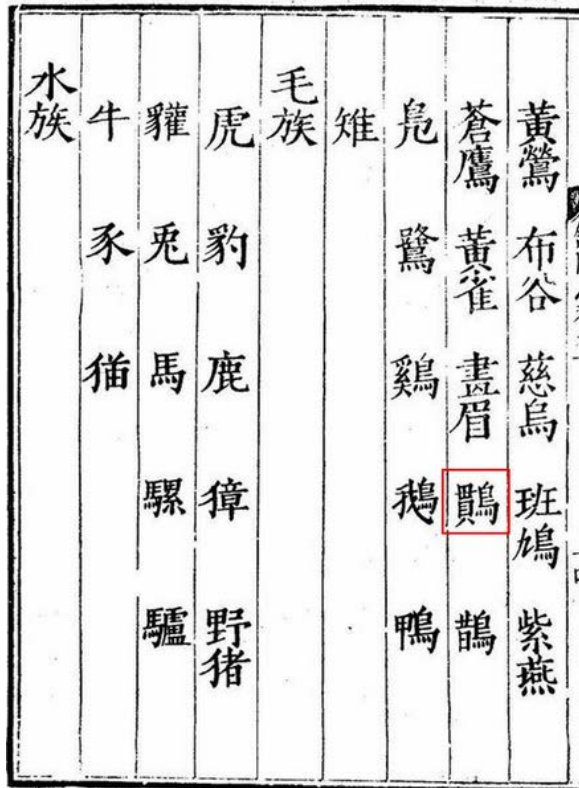 黃鶯 布谷 慈烏 班鳩 紫燕
蒼鷹 黃雀 畫眉 鵲
鳬 鷺 鷄 鵝 鴨
雉
毛族
虎 豹 鹿 獐 野猪
貛 兎 馬 騾 驢
牛 豕 猫
水族